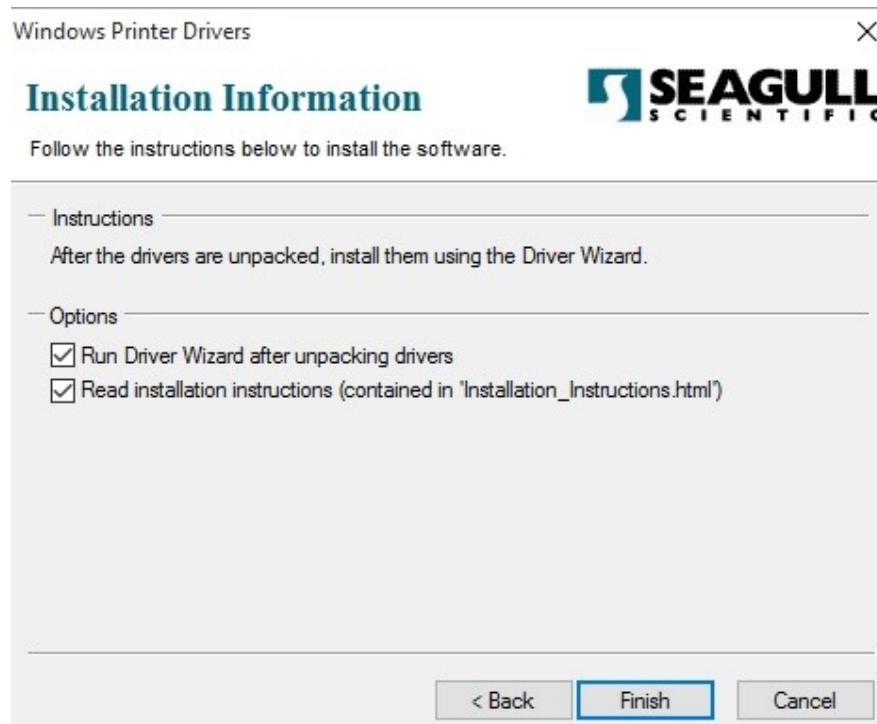 Windows Printer Drivers
Installation Information
SEAGULL
SCIENTIFIC
Follow the instructions below to install the software.
Instructions
After the drivers are unpacked, install them using the Driver Wizard.
Options
Run Driver Wizard after unpacking drivers
Read installation instructions (contained in 'Installation_Instructions.html')
< Back Finish Cancel